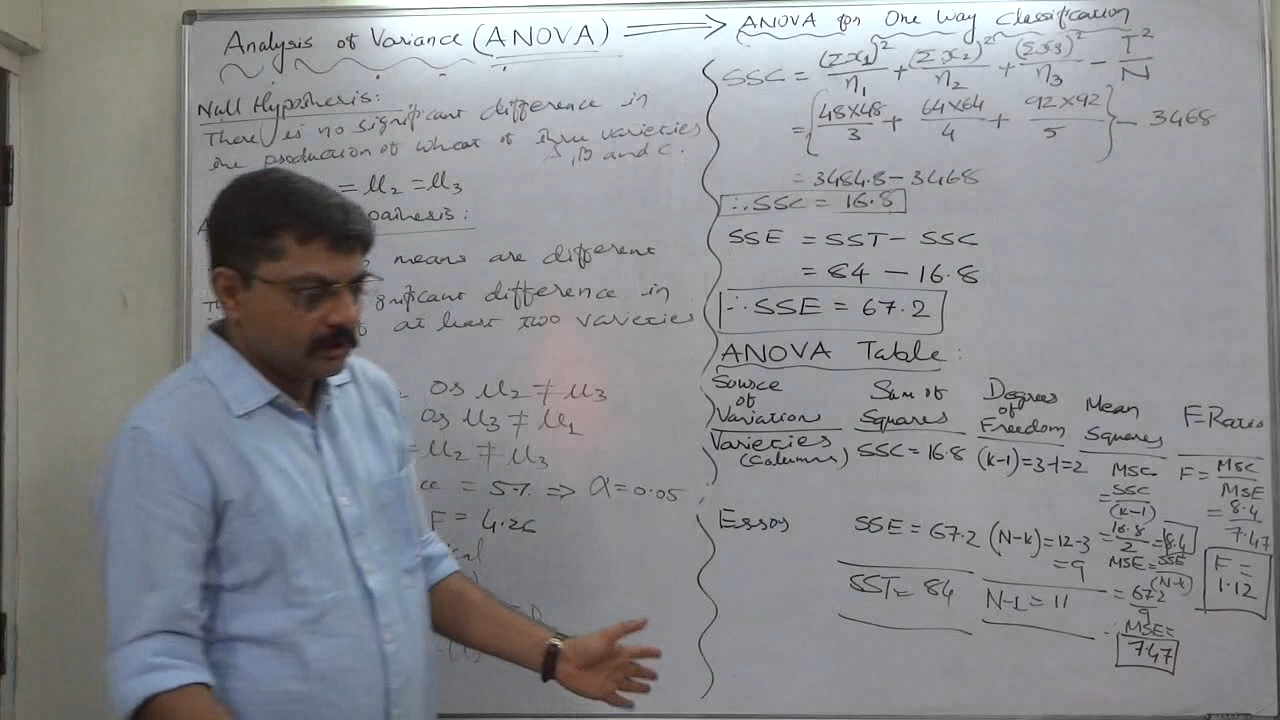 Analysis of Variance (ANOVA) ⟹ ANOVA for One Way Classification
Null Hypothesis:
There is no significant difference in
the production of wheat of three varieties
, B and C.
= μ₂ = μ₃
pothesis:
means are different
gnificant difference in
at least two varieties
or μ₂ ≠ μ₃
or μ₃ ≠ μ₁
= μ₂ ≠ μ₃
= 5% ⇒ α = 0.05
F = 4.26
SSC = (Σx₁)²/n₁ + (Σx₂)²/n₂ + (Σx₃)²/n₃ − T²/N
= {48×48/3 + 64×64/4 + 92×92/5} − 3468
= 3484.8 − 3468
∴ SSC = 16.8
SSE = SST − SSC
= 84 − 16.8
∴ SSE = 67.2
ANOVA Table:
Source of Variation
Sum of Squares
Degrees of Freedom
Mean Squares
F-Ratio
Varieties (Columns)
SSC = 16.8
(k−1) = 3−1 = 2
MSC = SSC/(k−1)
= 16.8/2 = 8.4
F = MSC/MSE
= 8.4/7.47
F = 1.12
Error
SSE = 67.2
(N−k) = 12−3
= 9
MSE = SSE/(N−k)
= 67.2/9
∴ MSE = 7.47
SST = 84
N−1 = 11